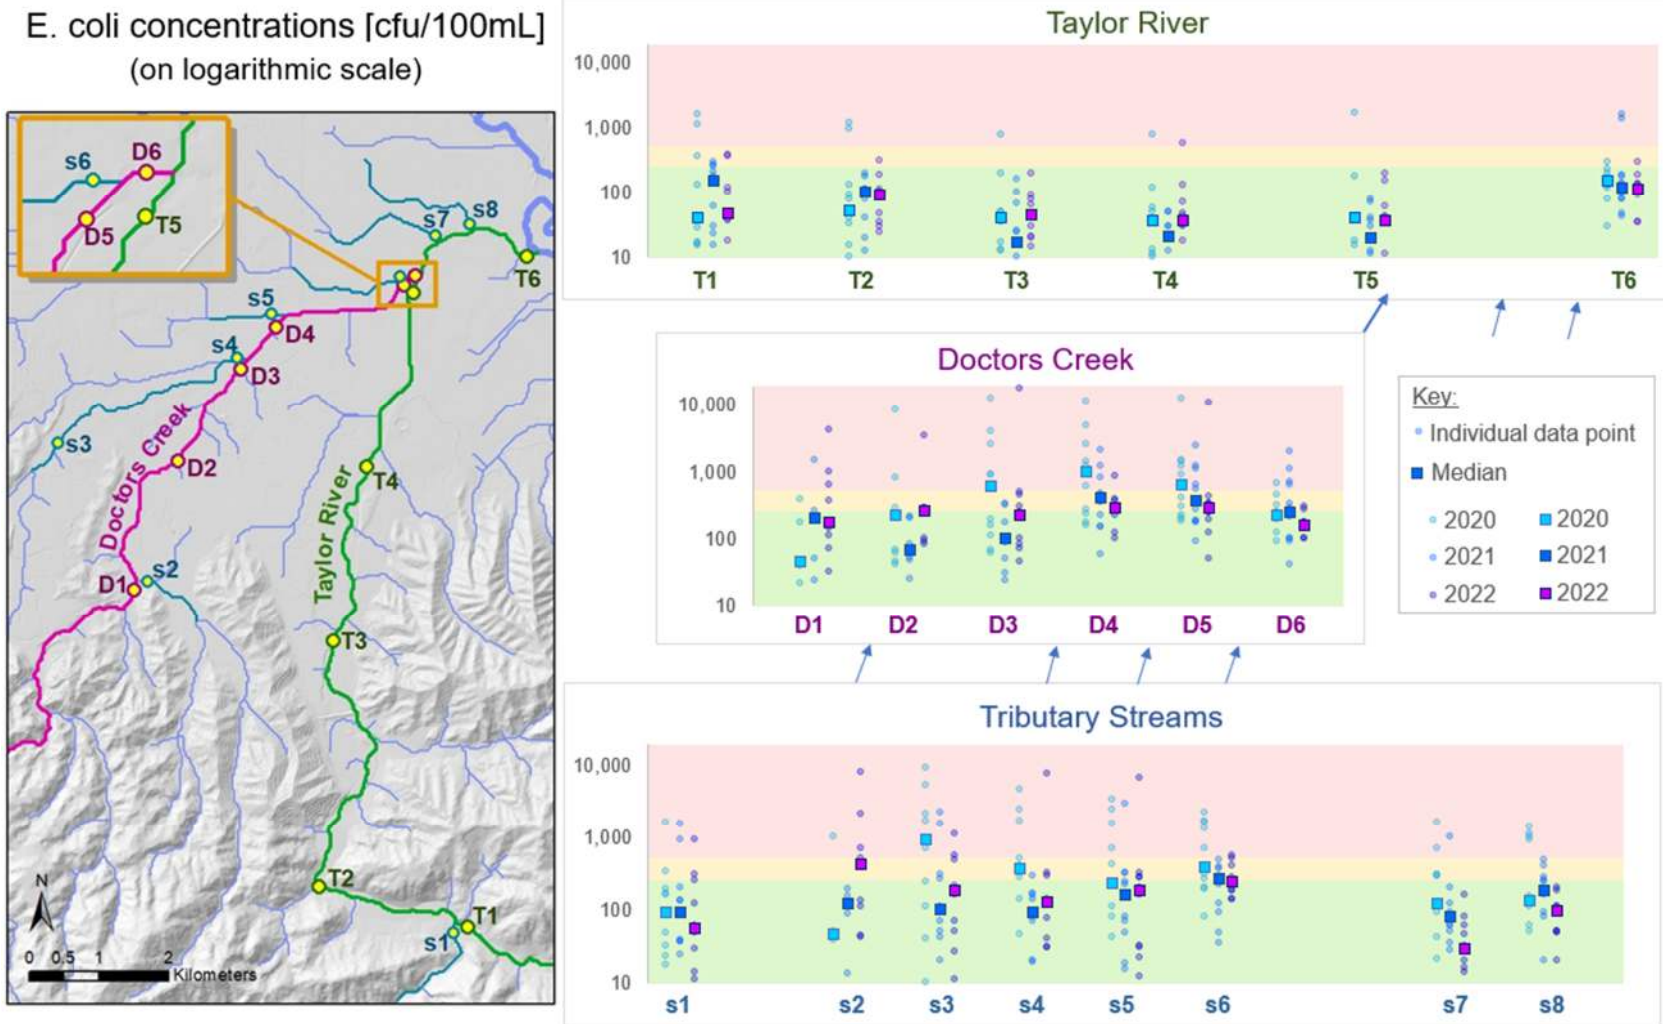 E. coli concentrations [cfu/100mL]
(on logarithmic scale)
s6
D6
D5
T5
s7
s8
T6
s5
D4
s4
D3
s3
D2
Doctors Creek
T4
Taylor River
D1
s2
T3
T2
T1
s1
N
0 0.5 1 2
Kilometers
Taylor River
10,000
1,000
100
10
T1 T2 T3 T4 T5 T6
Doctors Creek
10,000
1,000
100
10
D1 D2 D3 D4 D5 D6
Key:
Individual data point
Median
2020 2020
2021 2021
2022 2022
Tributary Streams
10,000
1,000
100
10
s1 s2 s3 s4 s5 s6 s7 s8